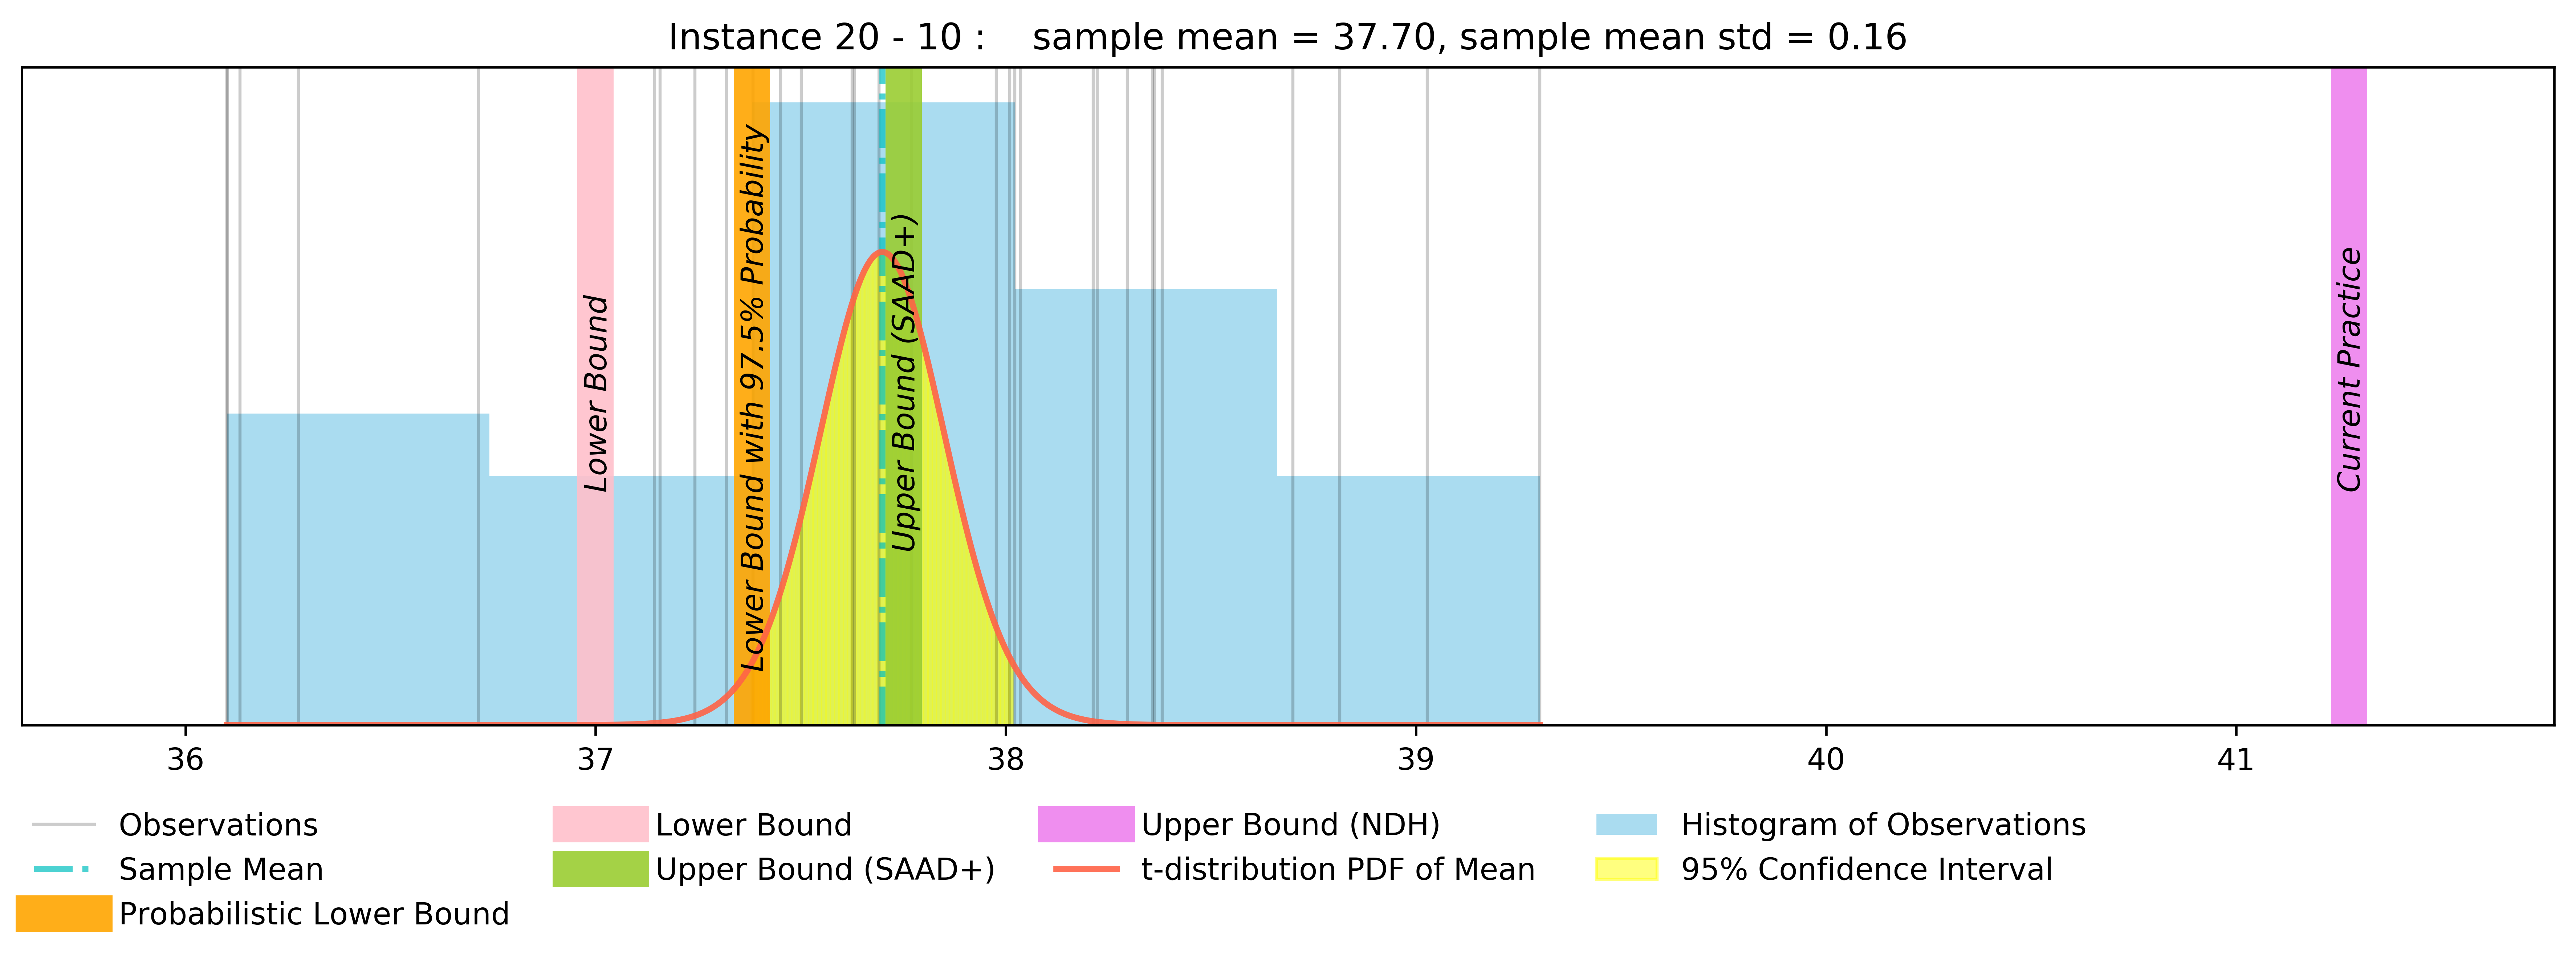 Instance 20 - 10 :    sample mean = 37.70, sample mean std = 0.16
Lower Bound
Lower Bound with 97.5% Probability
Upper Bound (SAAD+)
Current Practice
36 37 38 39 40 41
Observations
Sample Mean
Probabilistic Lower Bound
Lower Bound
Upper Bound (SAAD+)
Upper Bound (NDH)
t-distribution PDF of Mean
Histogram of Observations
95% Confidence Interval